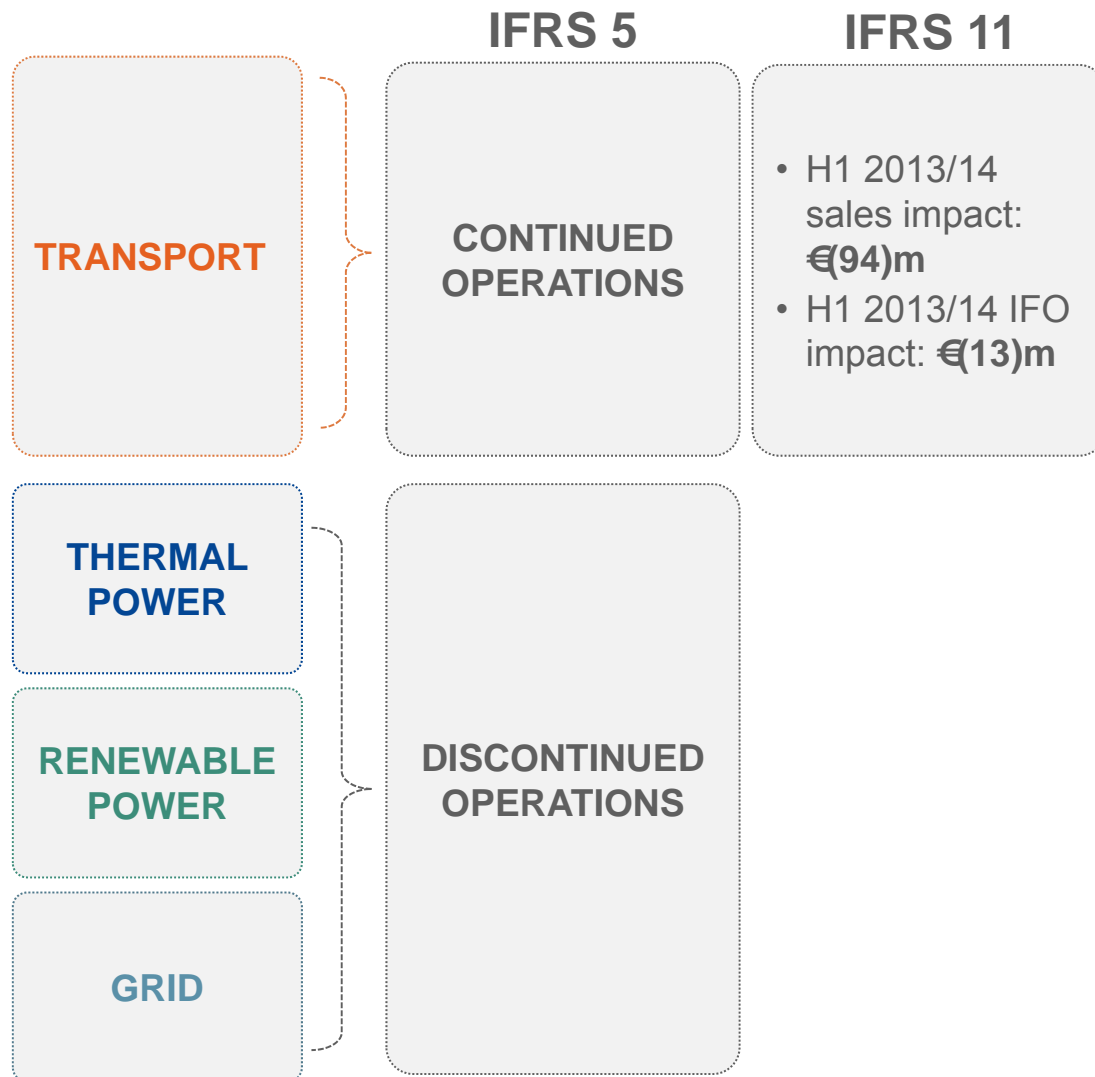 IFRS 5
IFRS 11
TRANSPORT
CONTINUED
OPERATIONS
• H1 2013/14
sales impact:
€(94)m
• H1 2013/14 IFO
impact: €(13)m
THERMAL
POWER
RENEWABLE
POWER
GRID
DISCONTINUED
OPERATIONS